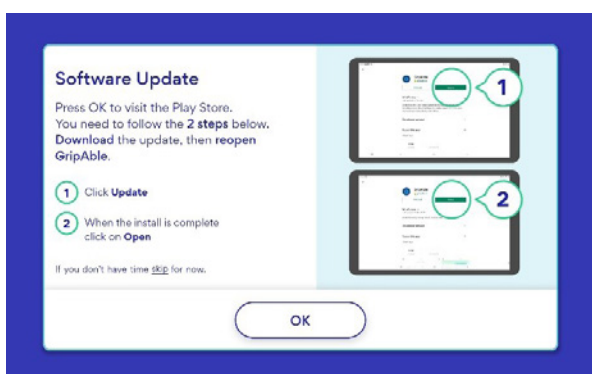 Software Update
Press OK to visit the Play Store.
You need to follow the 2 steps below.
Download the update, then reopen
GripAble.
1 Click Update
2 When the install is complete
click on Open
If you don't have time skip for now.
1
2
OK